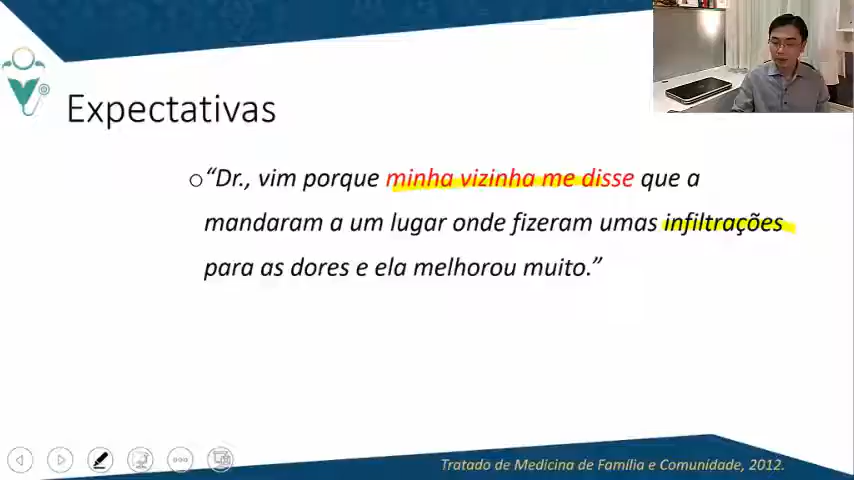 Expectativas
o“Dr., vim porque minha vizinha me disse que a
mandaram a um lugar onde fizeram umas infiltrações
para as dores e ela melhorou muito.”
Tratado de Medicina de Família e Comunidade, 2012.